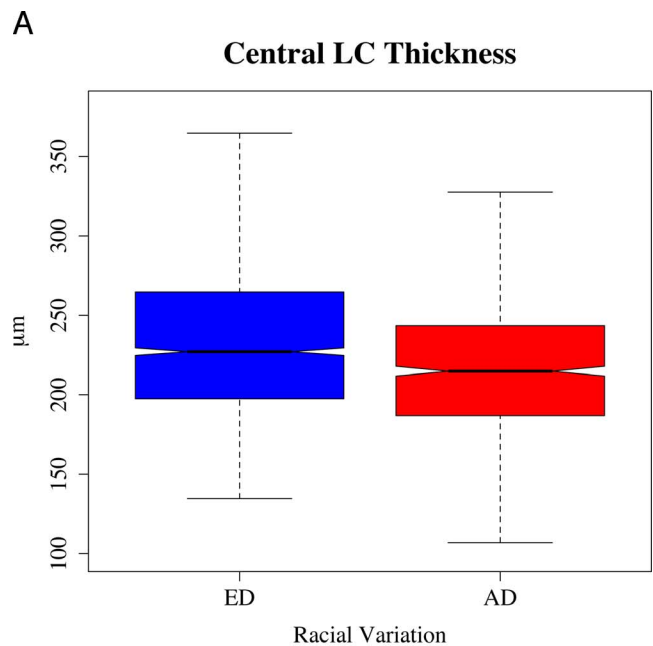 A
Central LC Thickness
350
300
250
200
150
100
μm
ED AD
Racial Variation